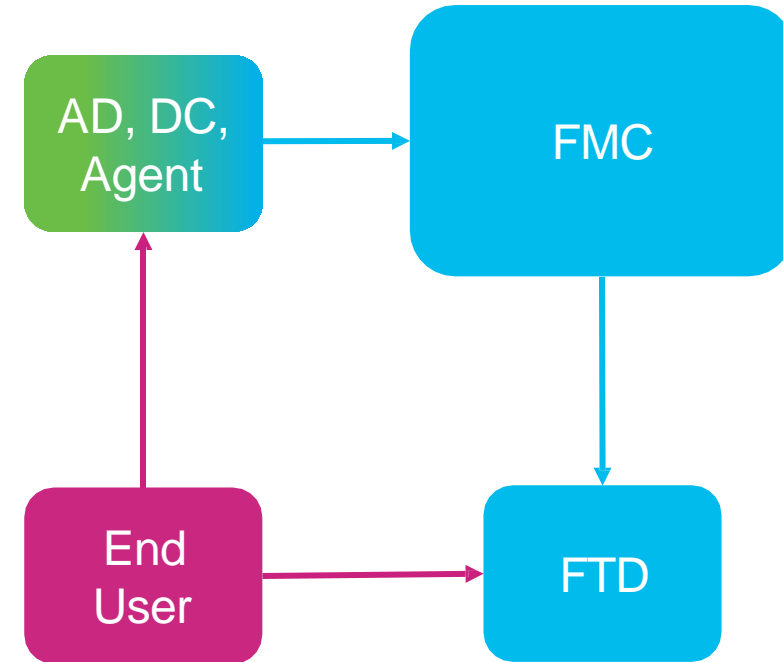 AD, DC,
Agent
FMC
End
User
FTD